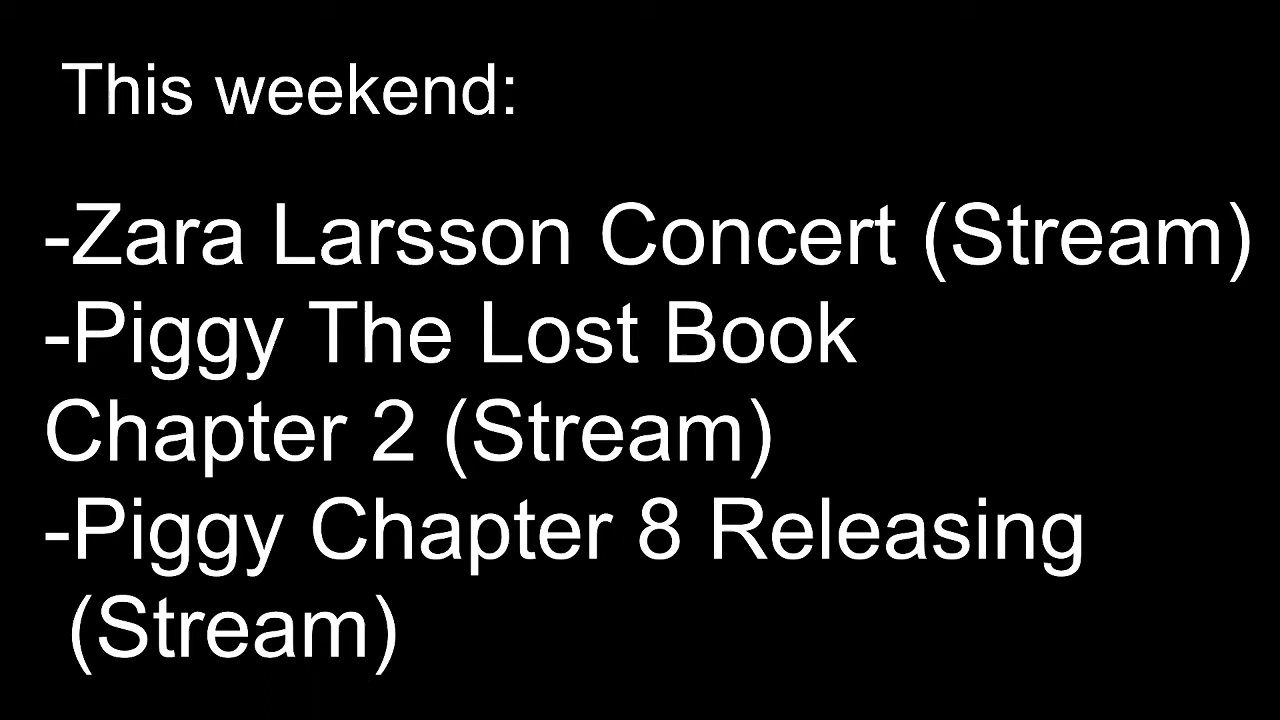 This weekend:
-Zara Larsson Concert (Stream)
-Piggy The Lost Book
Chapter 2 (Stream)
-Piggy Chapter 8 Releasing
(Stream)